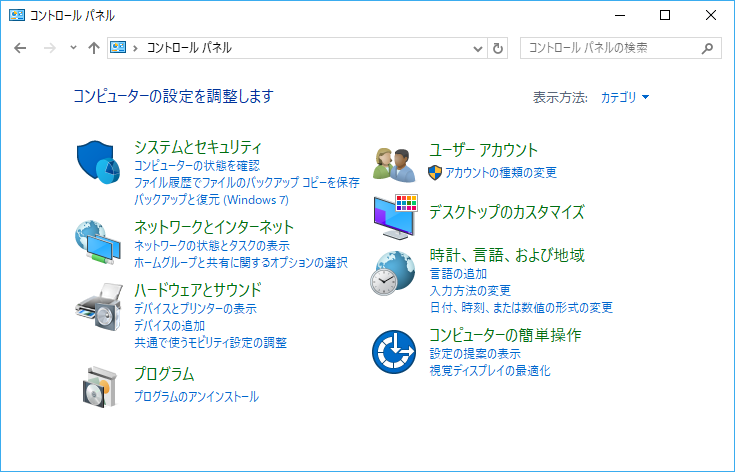 コントロール パネル
コントロール パネル
コントロール パネルの検索
コンピューターの設定を調整します
表示方法: カテゴリ
システムとセキュリティ
コンピューターの状態を確認
ファイル履歴でファイルのバックアップ コピーを保存
バックアップと復元 (Windows 7)
ネットワークとインターネット
ネットワークの状態とタスクの表示
ホームグループと共有に関するオプションの選択
ハードウェアとサウンド
デバイスとプリンターの表示
デバイスの追加
共通で使うモビリティ設定の調整
プログラム
プログラムのアンインストール
ユーザー アカウント
アカウントの種類の変更
デスクトップのカスタマイズ
時計、言語、および地域
言語の追加
入力方法の変更
日付、時刻、または数値の形式の変更
コンピューターの簡単操作
設定の提案の表示
視覚ディスプレイの最適化